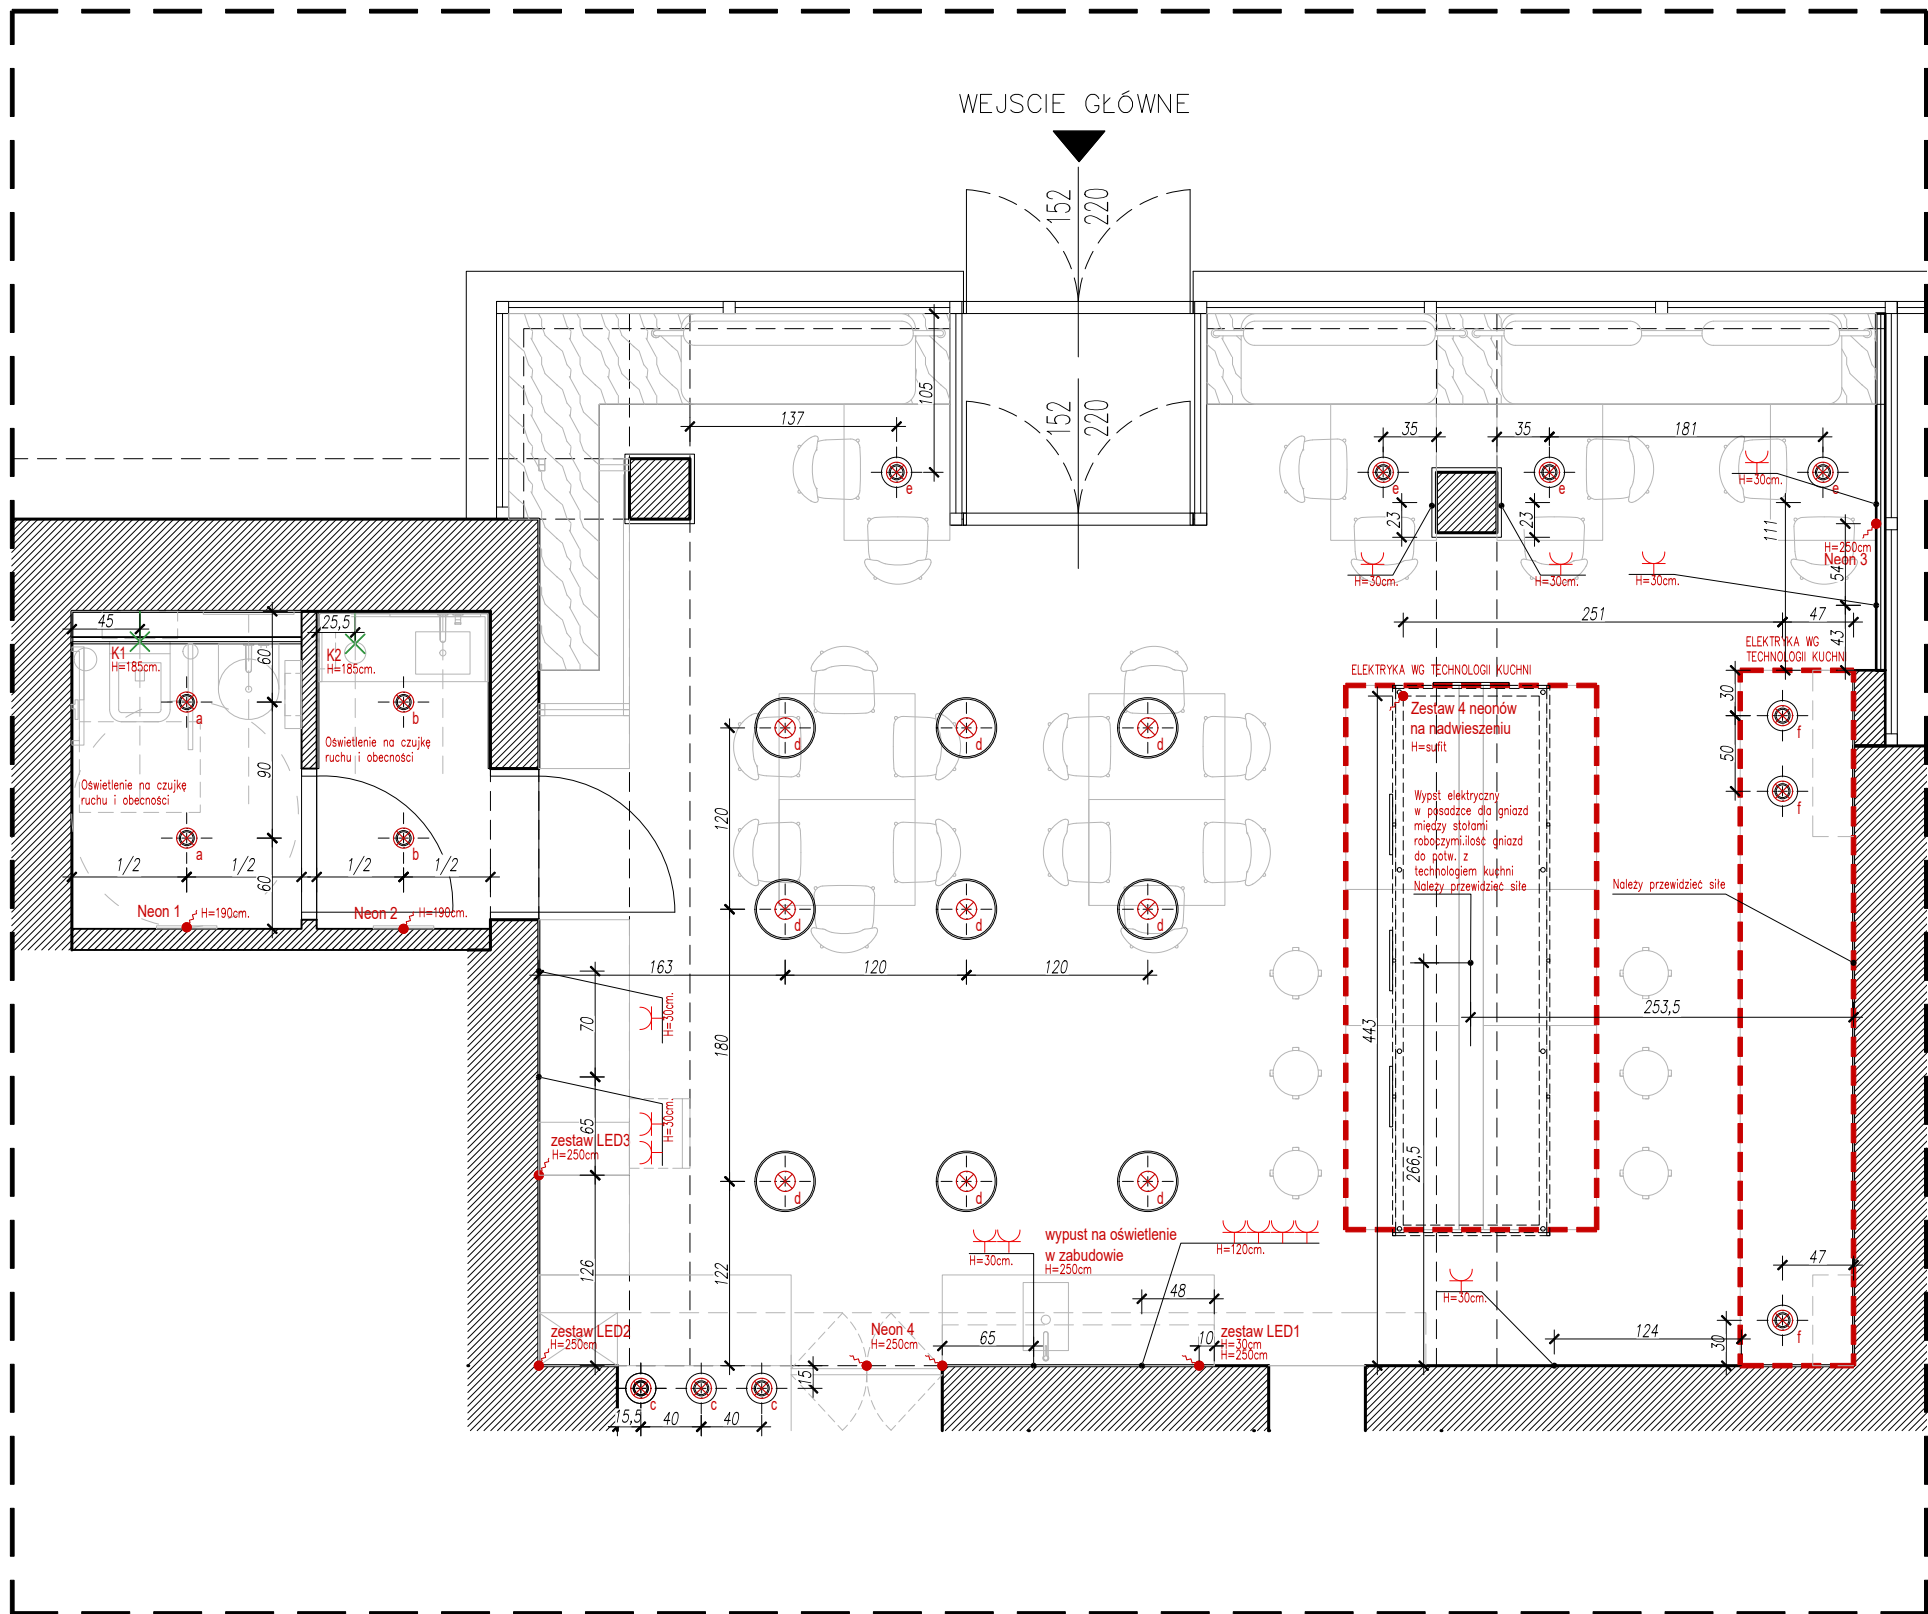 WEJSCIE GŁÓWNE
152
220
152
220
105
137
e
35
35
181
e
e
e
H=30cm.
23
23
111
H=30cm.
H=30cm.
H=30cm.
H=250cm
Neon 3
54
251
47
43
45
25,5
K1
H=185cm.
60
K2
H=185cm.
a
b
Oświetlenie na czujkę
ruchu i obecności
Oświetlenie na czujkę
ruchu i obecności
90
a
b
1/2
1/2
1/2
1/2
60
Neon 1
H=190cm.
Neon 2
H=190cm.
ELEKTRYKA WG TECHNOLOGII KUCHNI
ELEKTRYKA WG
TECHNOLOGII KUCHNI
Zestaw 4 neonów
na nadwieszeniu
H=sufit
30
50
f
f
d
d
d
120
Wypst elektryczny
w posadzce dla gniazd
między stołami
roboczymi.ilość gniazd
do potw. z
technologiem kuchni
Należy przewidzieć siłe
Należy przewidzieć siłe
d
d
d
163
120
120
70
H=30cm.
180
443
253,5
65
H=30cm.
zestaw LED3
H=250cm
266,5
d
d
d
126
122
H=30cm.
wypust na oświetlenie
w zabudowie
H=250cm
H=120cm.
H=30cm.
47
48
zestaw LED2
H=250cm
Neon 4
H=250cm
65
10
zestaw LED1
H=30cm
H=250cm
124
30
f
15
c
c
c
15,5
40
40